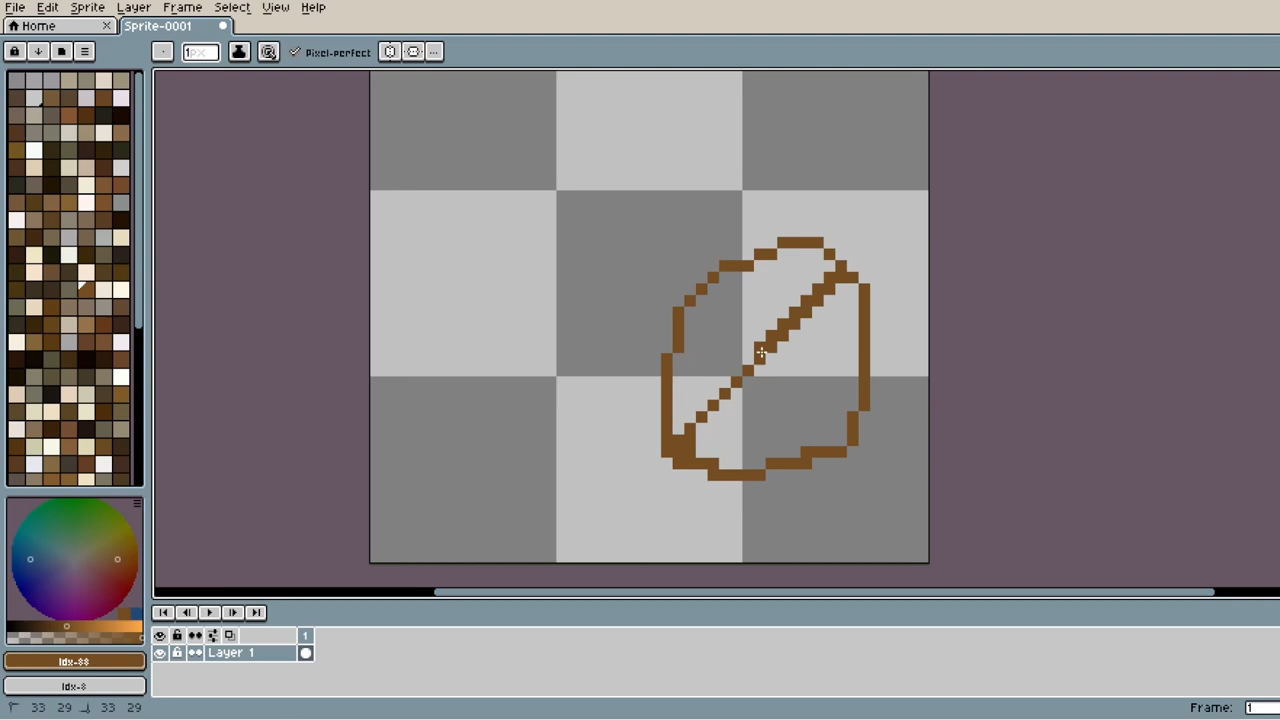 File Edit Sprite Layer Frame Select View Help
Home Sprite-0001
1px Pixel-perfect ...
Idx-88
1
Layer 1
Idx-8
33 29 33 29 Frame: 1